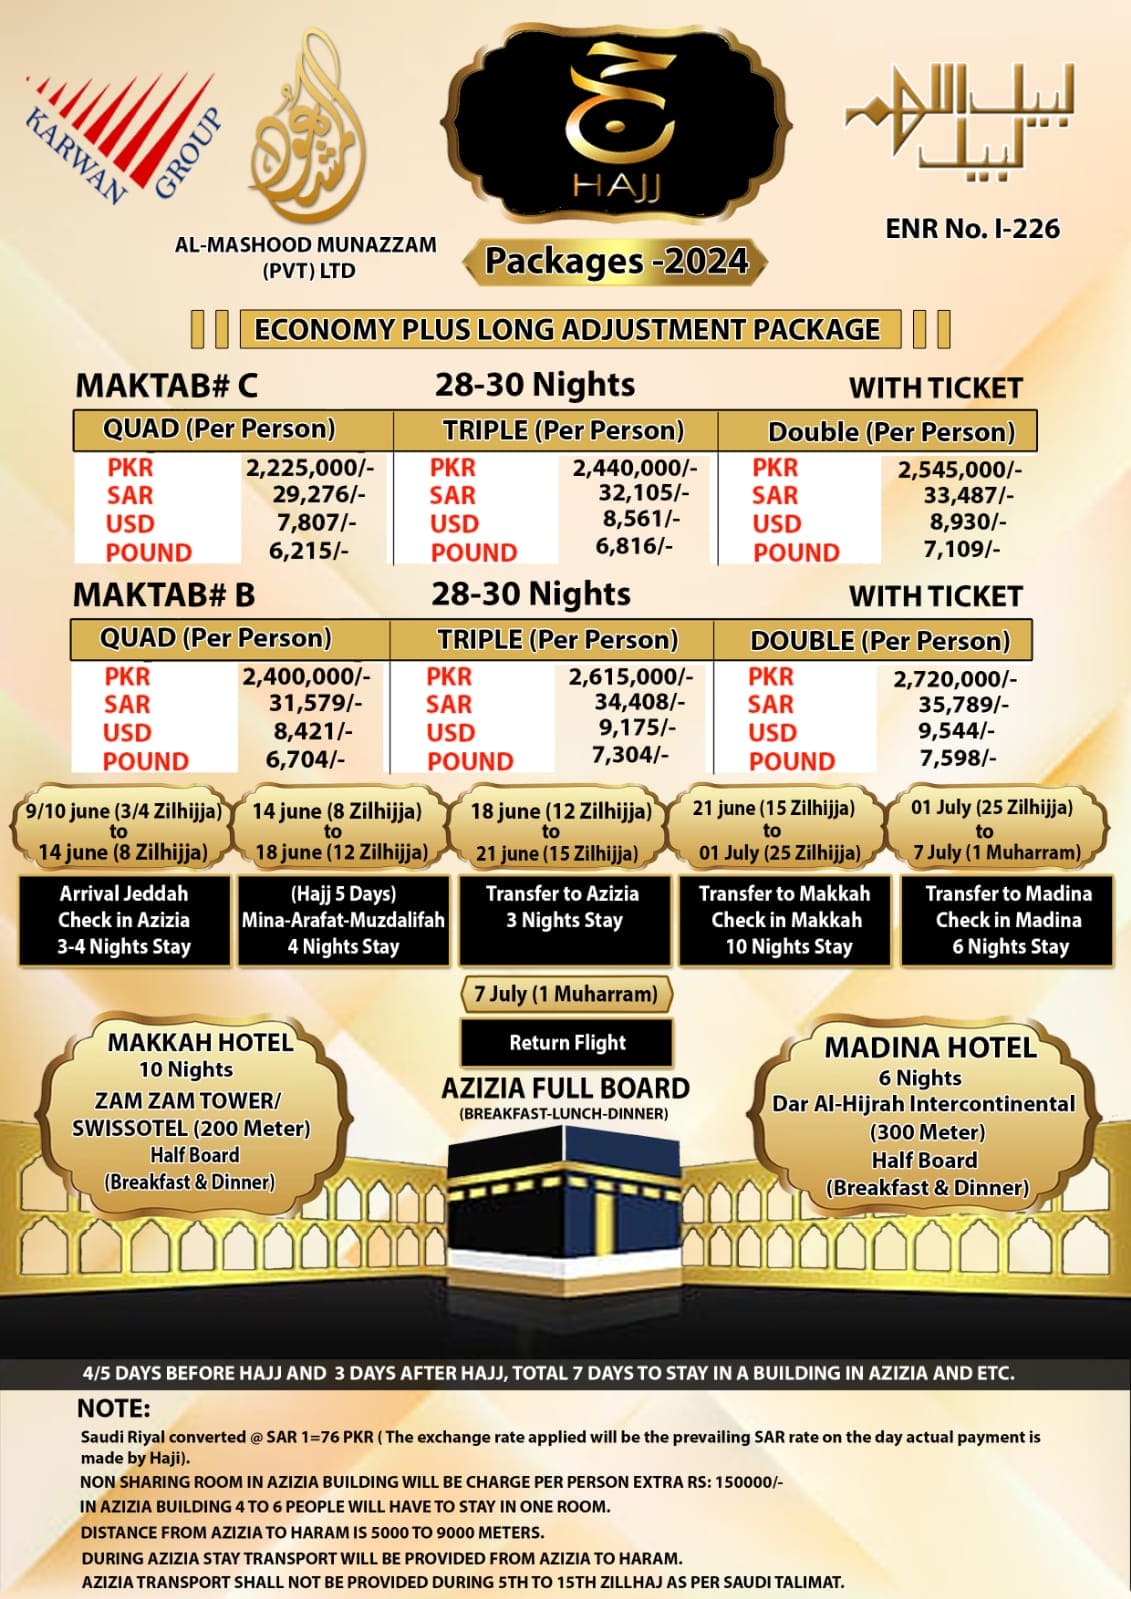 KARWAN GROUP
المشهود
AL-MASHOOD MUNAZZAM
(PVT) LTD
حج
HAJJ
Packages -2024
لبيك اللهم
لبيك
ENR No. I-226
ECONOMY PLUS LONG ADJUSTMENT PACKAGE
MAKTAB# C 28-30 Nights WITH TICKET
QUAD (Per Person) TRIPLE (Per Person) Double (Per Person)
PKR 2,225,000/- PKR 2,440,000/- PKR 2,545,000/-
SAR 29,276/- SAR 32,105/- SAR 33,487/-
USD 7,807/- USD 8,561/- USD 8,930/-
POUND 6,215/- POUND 6,816/- POUND 7,109/-
MAKTAB# B 28-30 Nights WITH TICKET
QUAD (Per Person) TRIPLE (Per Person) DOUBLE (Per Person)
PKR 2,400,000/- PKR 2,615,000/- PKR 2,720,000/-
SAR 31,579/- SAR 34,408/- SAR 35,789/-
USD 8,421/- USD 9,175/- USD 9,544/-
POUND 6,704/- POUND 7,304/- POUND 7,598/-
9/10 june (3/4 Zilhijja)
to
14 june (8 Zilhijja)
Arrival Jeddah
Check in Azizia
3-4 Nights Stay
14 june (8 Zilhijja)
to
18 june (12 Zilhijja)
(Hajj 5 Days)
Mina-Arafat-Muzdalifah
4 Nights Stay
18 june (12 Zilhijja)
to
21 june (15 Zilhijja)
Transfer to Azizia
3 Nights Stay
21 june (15 Zilhijja)
to
01 July (25 Zilhijja)
Transfer to Makkah
Check in Makkah
10 Nights Stay
01 July (25 Zilhijja)
to
7 July (1 Muharram)
Transfer to Madina
Check in Madina
6 Nights Stay
7 July (1 Muharram)
Return Flight
MAKKAH HOTEL
10 Nights
ZAM ZAM TOWER/
SWISSOTEL (200 Meter)
Half Board
(Breakfast & Dinner)
AZIZIA FULL BOARD
(BREAKFAST-LUNCH-DINNER)
MADINA HOTEL
6 Nights
Dar Al-Hijrah Intercontinental
(300 Meter)
Half Board
(Breakfast & Dinner)
4/5 DAYS BEFORE HAJJ AND 3 DAYS AFTER HAJJ, TOTAL 7 DAYS TO STAY IN A BUILDING IN AZIZIA AND ETC.
NOTE:
Saudi Riyal converted @ SAR 1=76 PKR ( The exchange rate applied will be the prevailing SAR rate on the day actual payment is
made by Haji).
NON SHARING ROOM IN AZIZIA BUILDING WILL BE CHARGE PER PERSON EXTRA RS: 150000/-
IN AZIZIA BUILDING 4 TO 6 PEOPLE WILL HAVE TO STAY IN ONE ROOM.
DISTANCE FROM AZIZIA TO HARAM IS 5000 TO 9000 METERS.
DURING AZIZIA STAY TRANSPORT WILL BE PROVIDED FROM AZIZIA TO HARAM.
AZIZIA TRANSPORT SHALL NOT BE PROVIDED DURING 5TH TO 15TH ZILLHAJ AS PER SAUDI TALIMAT.